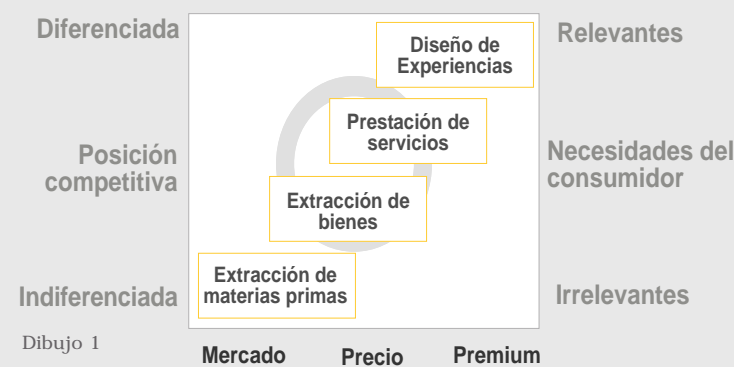 Diferenciada
Diseño de
Experiencias
Relevantes
Prestación de
servicios
Posición
competitiva
Necesidades del
consumidor
Extracción de
bienes
Extracción de
materias primas
Indiferenciada
Irrelevantes
Dibujo 1
Mercado Precio Premium